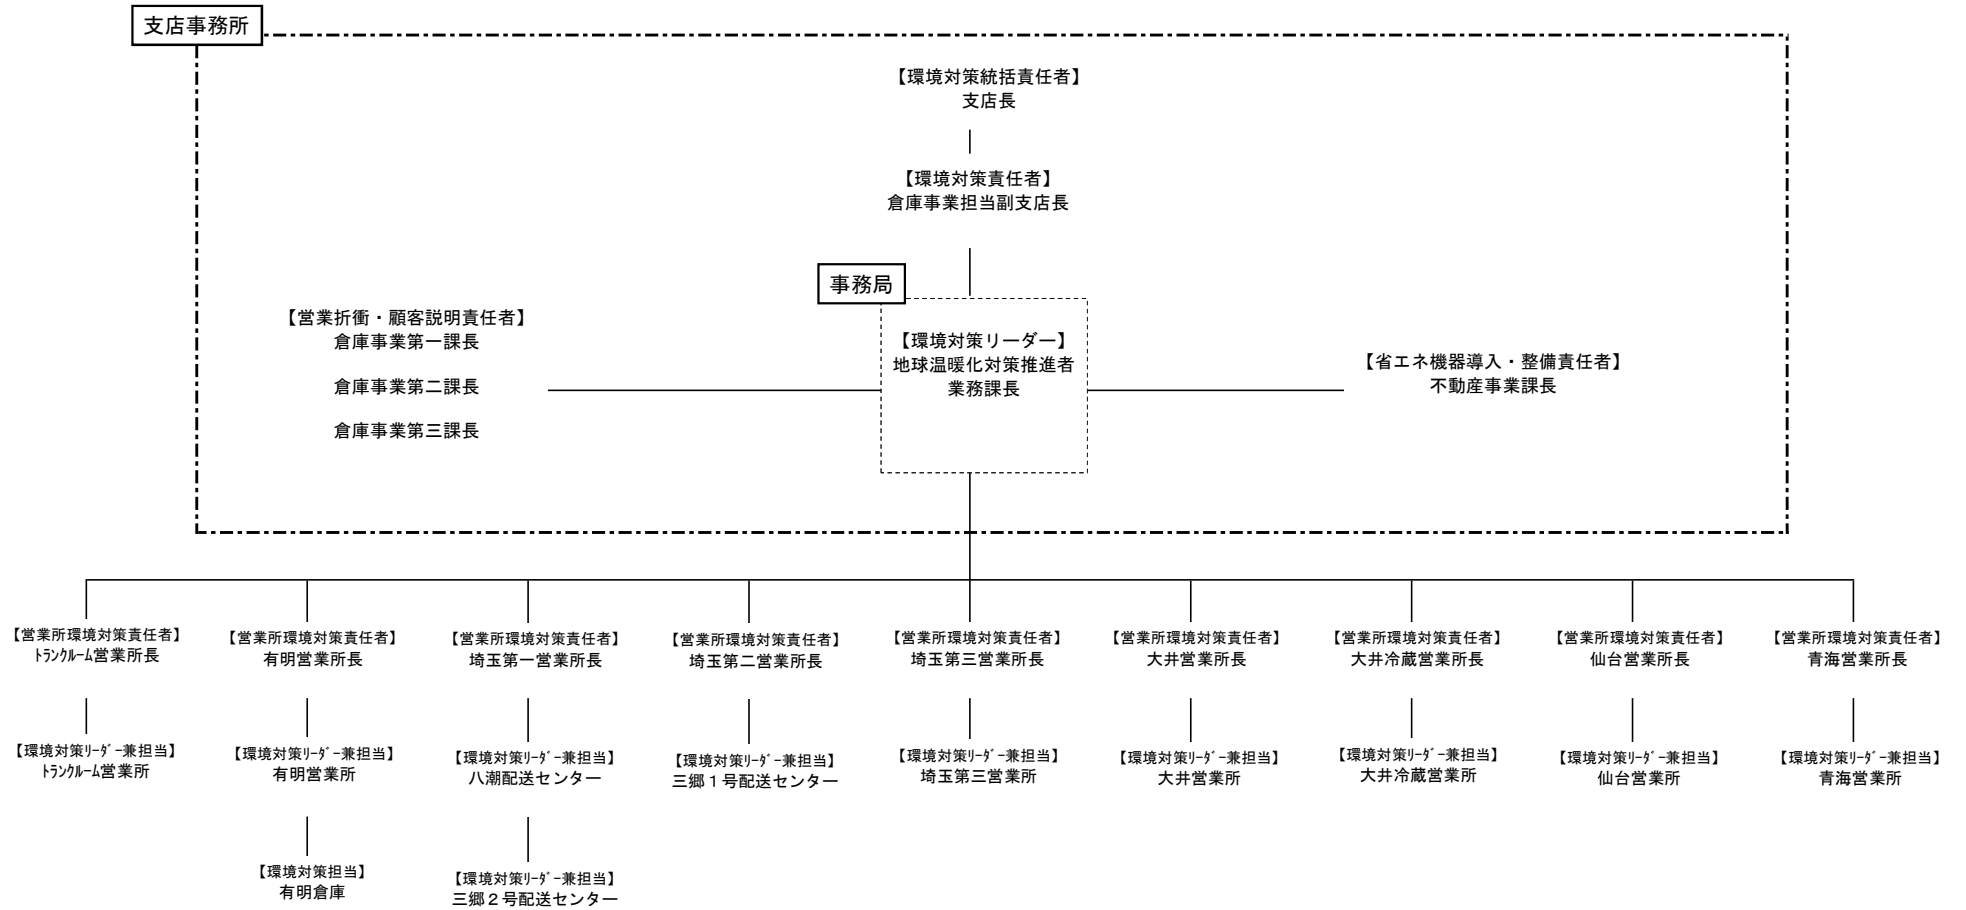 支店事務所
【環境対策統括責任者】
支店長
【環境対策責任者】
倉庫事業担当副支店長
事務局
【営業折衝・顧客説明責任者】
倉庫事業第一課長
倉庫事業第二課長
倉庫事業第三課長
【環境対策リーダー】
地球温暖化対策推進者
業務課長
【省エネ機器導入・整備責任者】
不動産事業課長
【営業所環境対策責任者】
ﾄﾗﾝｸﾙｰﾑ営業所長
【営業所環境対策責任者】
有明営業所長
【営業所環境対策責任者】
埼玉第一営業所長
【営業所環境対策責任者】
埼玉第二営業所長
【営業所環境対策責任者】
埼玉第三営業所長
【営業所環境対策責任者】
大井営業所長
【営業所環境対策責任者】
大井冷蔵営業所長
【営業所環境対策責任者】
仙台営業所長
【営業所環境対策責任者】
青海営業所長
【環境対策ﾘｰﾀﾞｰ兼担当】
ﾄﾗﾝｸﾙｰﾑ営業所
【環境対策ﾘｰﾀﾞｰ兼担当】
有明営業所
【環境対策ﾘｰﾀﾞｰ兼担当】
八潮配送センター
【環境対策ﾘｰﾀﾞｰ兼担当】
三郷１号配送センター
【環境対策ﾘｰﾀﾞｰ兼担当】
埼玉第三営業所
【環境対策ﾘｰﾀﾞｰ兼担当】
大井営業所
【環境対策ﾘｰﾀﾞｰ兼担当】
大井冷蔵営業所
【環境対策ﾘｰﾀﾞｰ兼担当】
仙台営業所
【環境対策ﾘｰﾀﾞｰ兼担当】
青海営業所
【環境対策担当】
有明倉庫
【環境対策ﾘｰﾀﾞｰ兼担当】
三郷２号配送センター